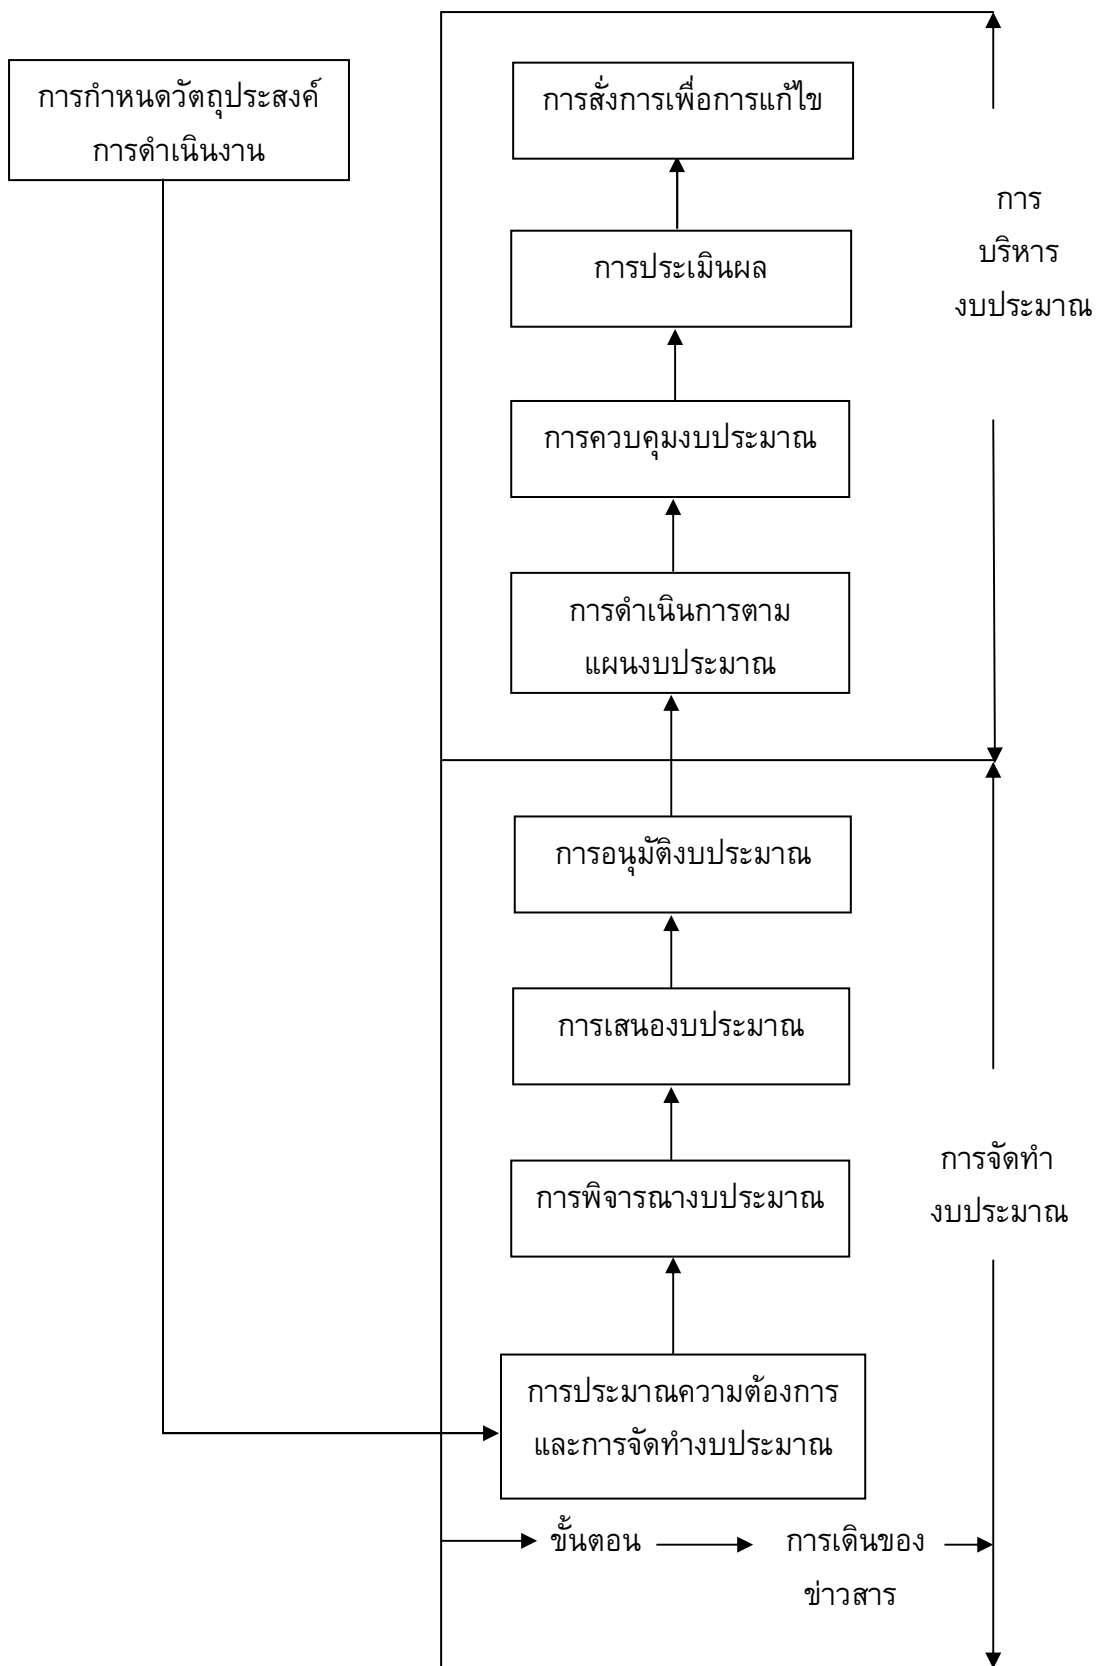 การกำหนดวัตถุประสงค์
การดำเนินงาน
การสั่งการเพื่อการแก้ไข
การประเมินผล
การควบคุมงบประมาณ
การดำเนินการตาม
แผนงบประมาณ
การ
บริหาร
งบประมาณ
การอนุมัติงบประมาณ
การเสนองบประมาณ
การพิจารณางบประมาณ
การประมาณความต้องการ
และการจัดทำงบประมาณ
การจัดทำ
งบประมาณ
ขั้นตอน
การเดินของ
ข่าวสาร